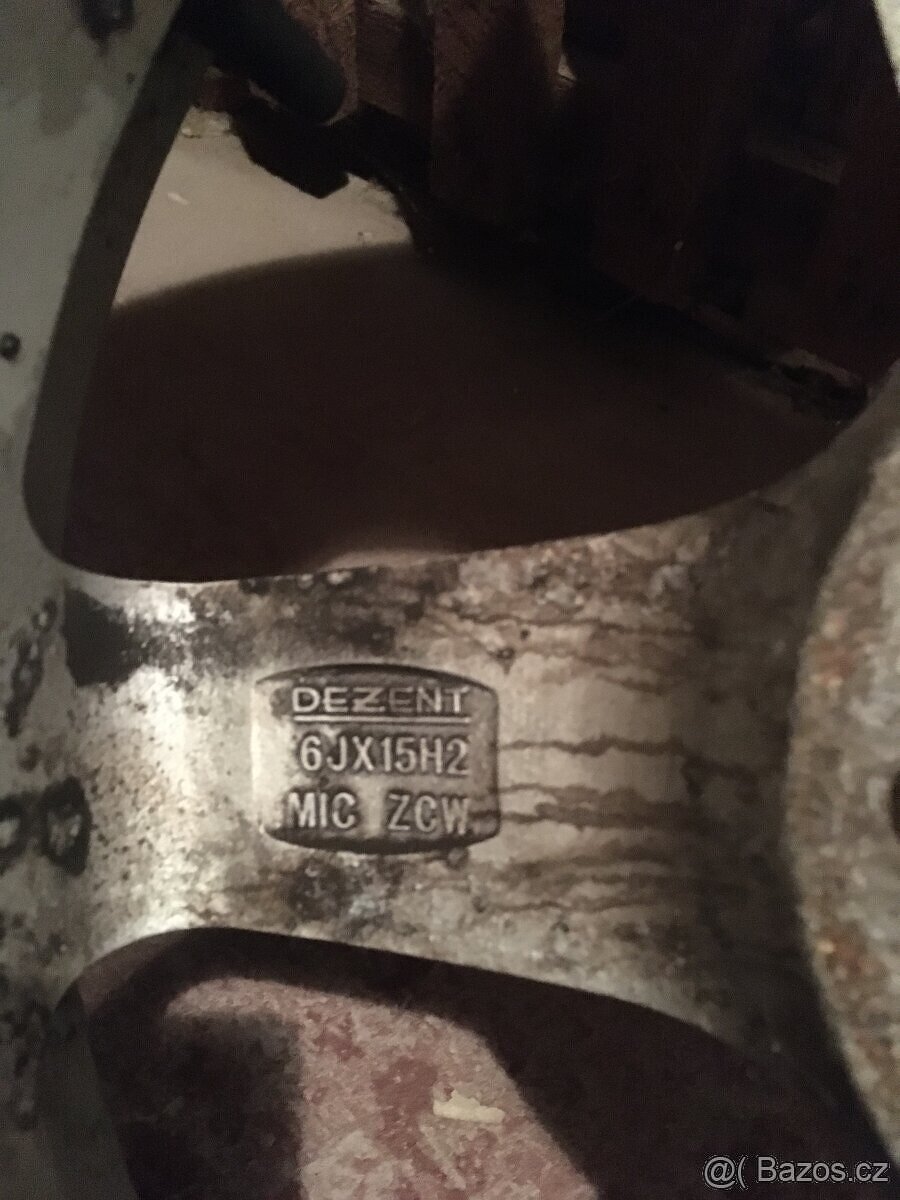 DEZENT
6JX15H2
MIC ZCW
@( Bazos.cz